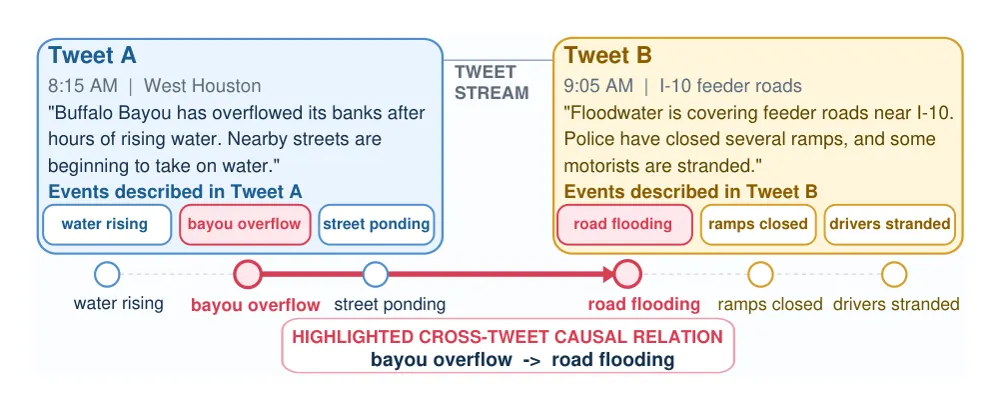 Tweet A
8:15 AM | West Houston
"Buffalo Bayou has overflowed its banks after
hours of rising water. Nearby streets are
beginning to take on water."
Events described in Tweet A
water rising
bayou overflow
street ponding
TWEET
STREAM
Tweet B
9:05 AM | I-10 feeder roads
"Floodwater is covering feeder roads near I-10.
Police have closed several ramps, and some
motorists are stranded."
Events described in Tweet B
road flooding
ramps closed
drivers stranded
water rising
bayou overflow
street ponding
road flooding
ramps closed
drivers stranded
HIGHLIGHTED CROSS-TWEET CAUSAL RELATION
bayou overflow -> road flooding